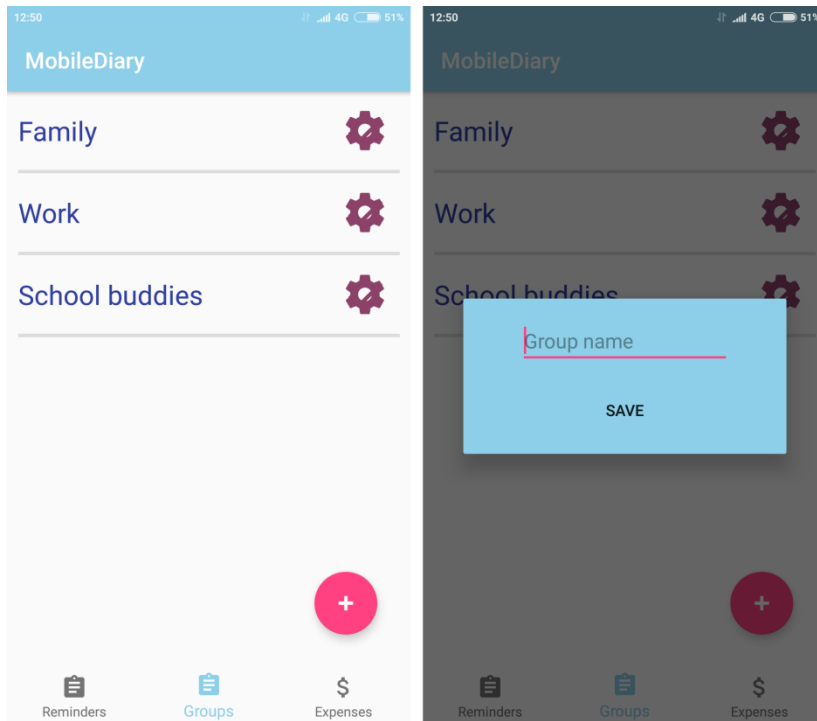 12:50 4G 51%
MobileDiary
Family
Work
School buddies
+
Reminders Groups Expenses
12:50 4G 51%
MobileDiary
Family
Work
School buddies
Group name
SAVE
+
Reminders Groups Expenses